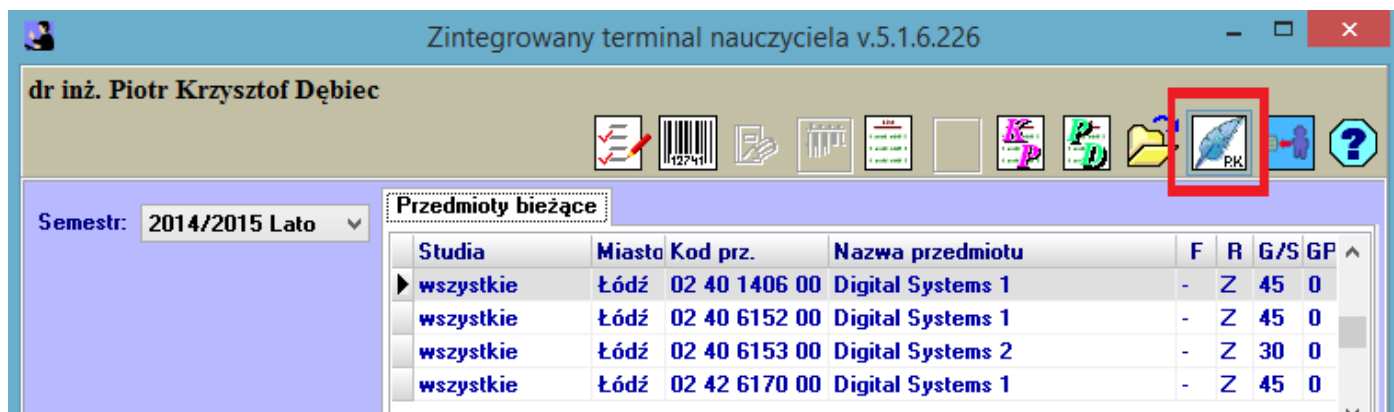 Zintegrowany terminal nauczyciela v.5.1.6.226
dr inż. Piotr Krzysztof Dębiec
12741 K P P D P.K. ?
Semestr: 2014/2015 Lato
Przedmioty bieżące
Studia Miasto Kod prz. Nazwa przedmiotu F R G/S GP
wszystkie Łódź 02 40 1406 00 Digital Systems 1 - Z 45 0
wszystkie Łódź 02 40 6152 00 Digital Systems 1 - Z 45 0
wszystkie Łódź 02 40 6153 00 Digital Systems 2 - Z 30 0
wszystkie Łódź 02 42 6170 00 Digital Systems 1 - Z 45 0